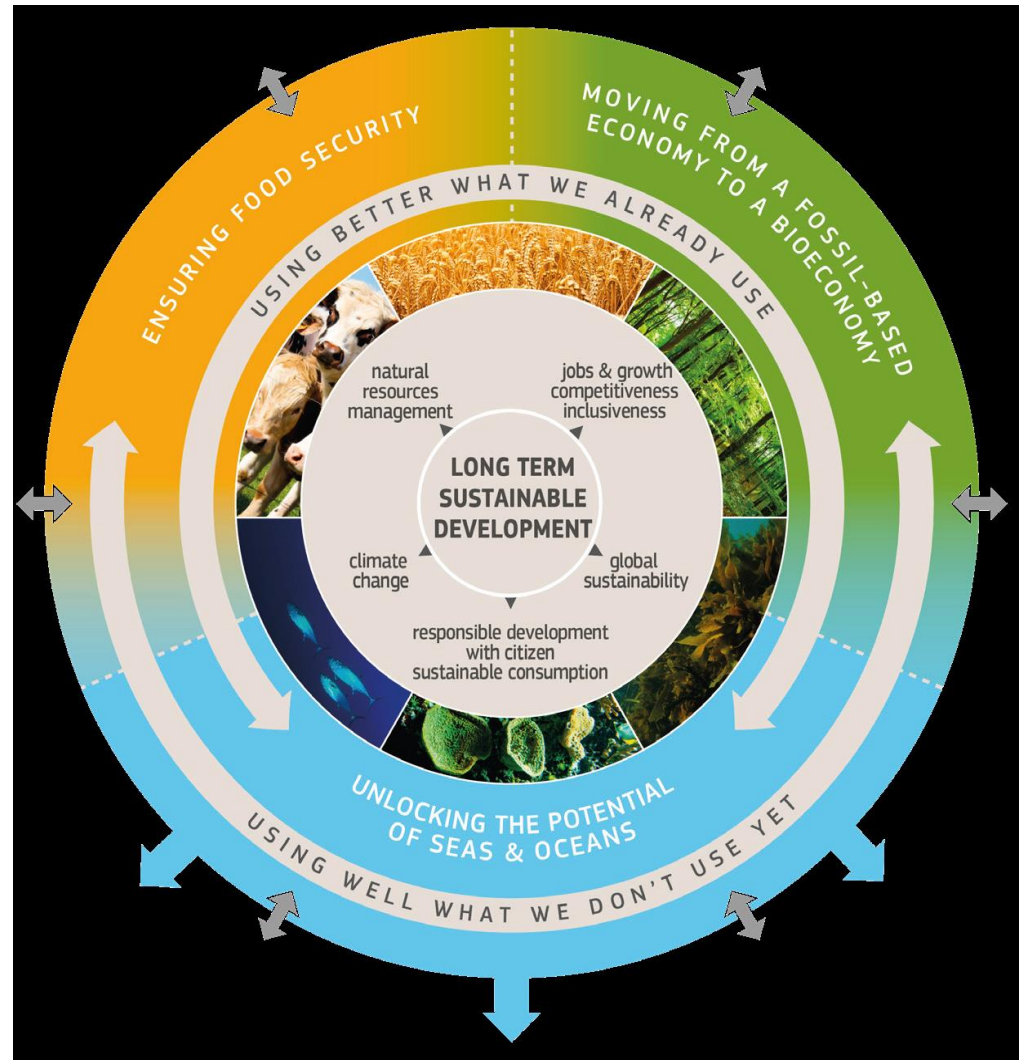 ENSURING FOOD SECURITY
MOVING FROM A FOSSIL-BASED
ECONOMY TO A BIOECONOMY
USING BETTER WHAT WE ALREADY USE
natural
resources
management
jobs & growth
competitiveness
inclusiveness
LONG TERM
SUSTAINABLE
DEVELOPMENT
climate
change
global
sustainability
responsible development
with citizen
sustainable consumption
UNLOCKING THE POTENTIAL
OF SEAS & OCEANS
USING WELL WHAT WE DON'T USE YET